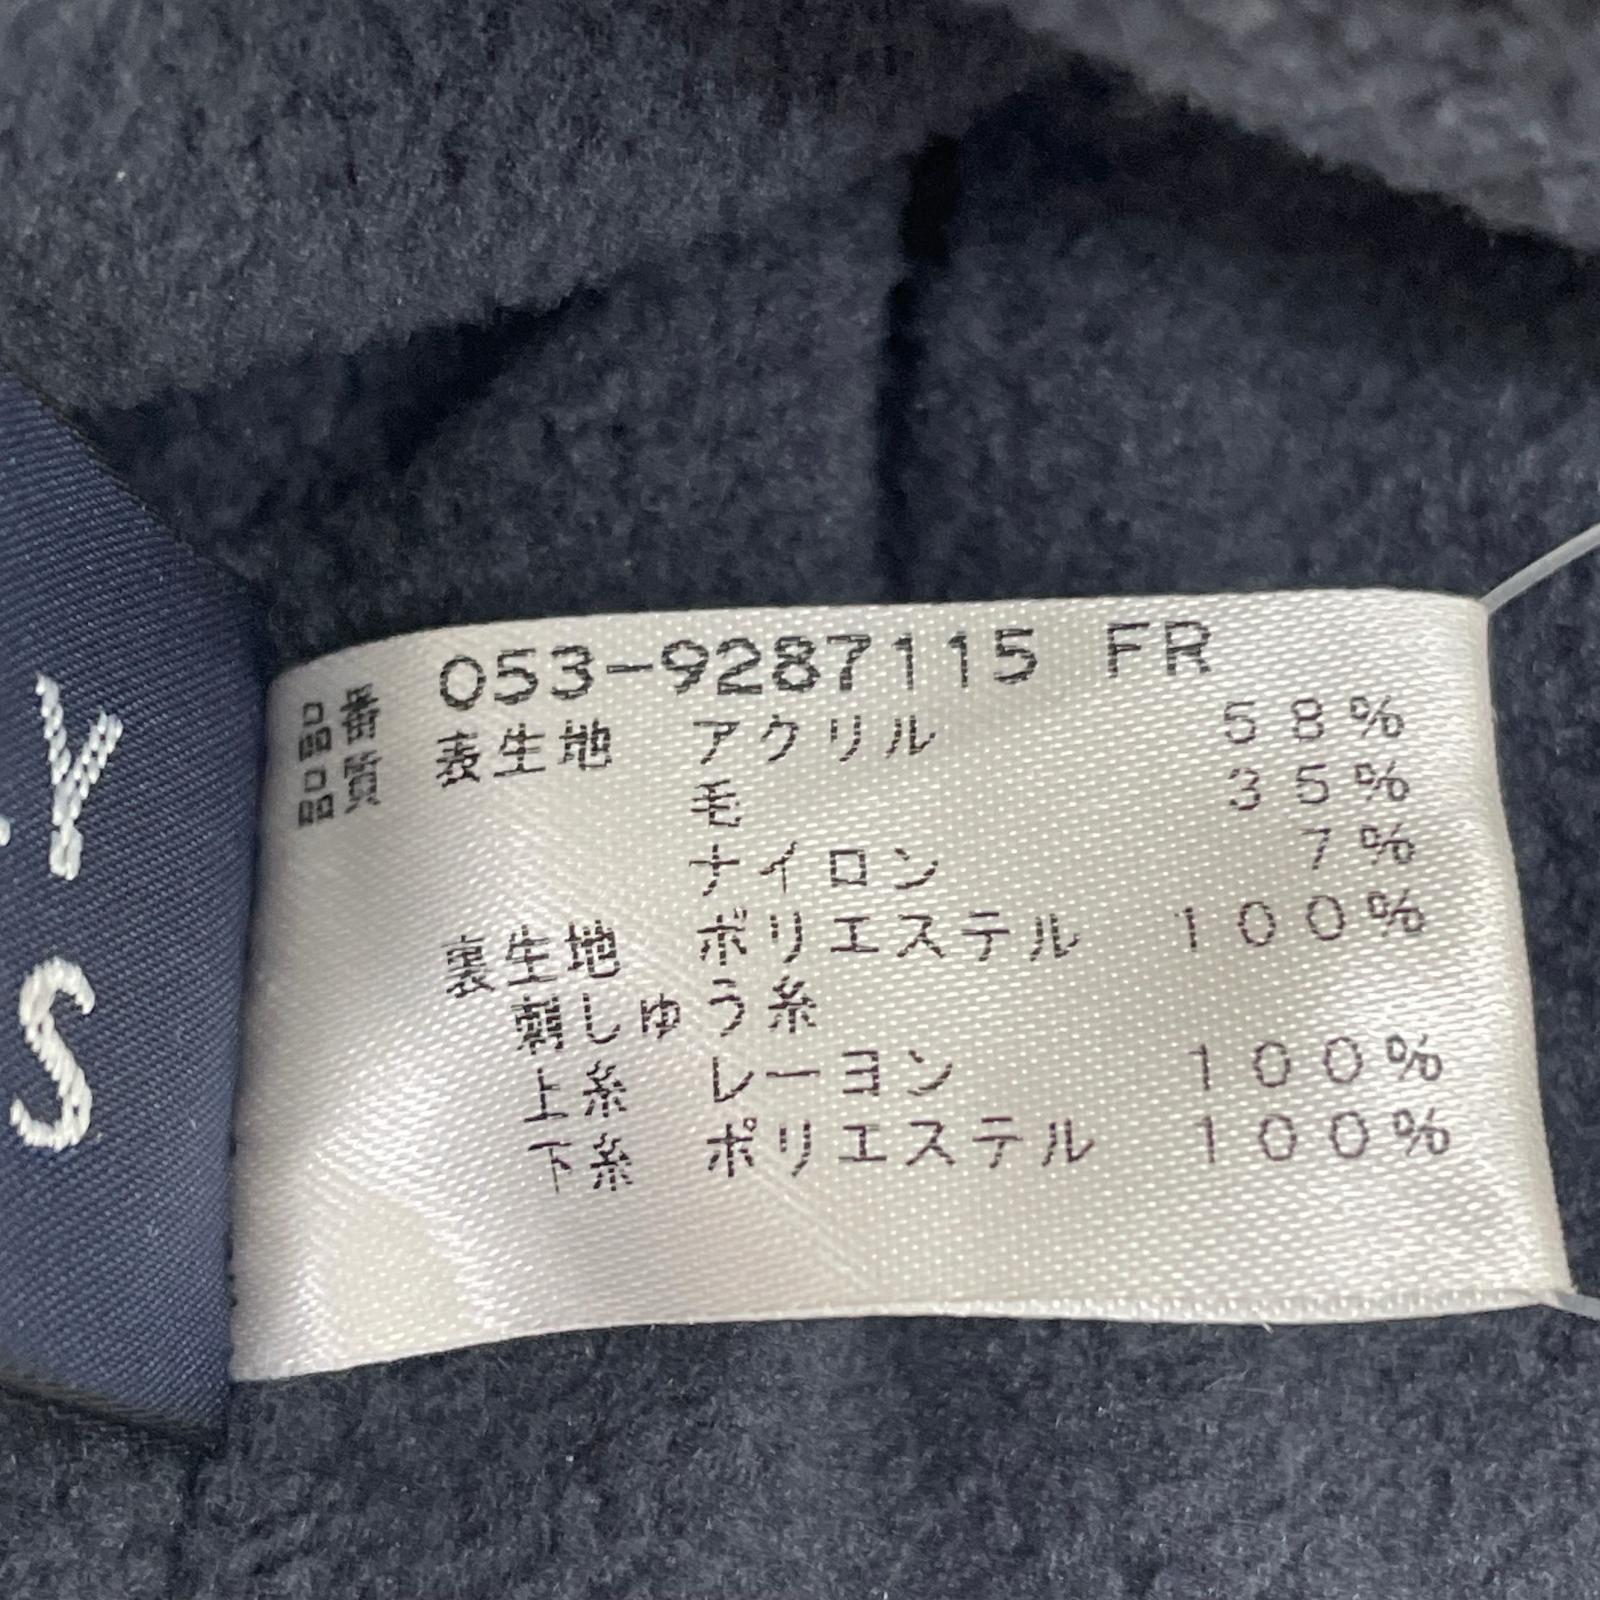 品番 053-9287115 FR
品質 表生地 アクリル 58%
毛 35%
ナイロン 7%
裏生地 ポリエステル 100%
刺しゅう糸
上糸 レーヨン 100%
下糸 ポリエステル 100%
Y
S